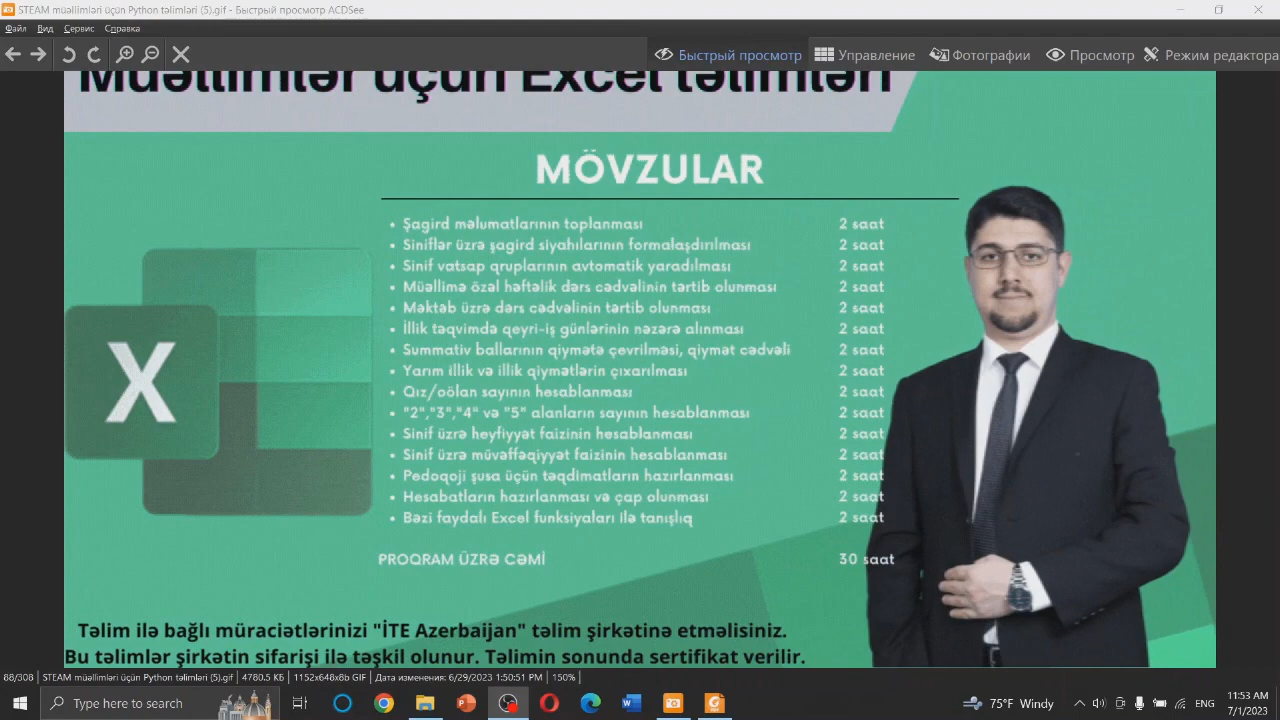 STEAM müəllimləri üçün Python təlimləri (5).gif - Быстрый просмотр ACDSee
Файл Вид Сервис Справка
Быстрый просмотр Управление Фотографии Просмотр Режим редактора
Müəllimlər üçün Excel təlimləri
MÖVZULAR
• Şagird məlumatlarının toplanması 2 saat
• Siniflər üzrə şagird siyahılarının formalaşdırılması 2 saat
• Sinif vatsap qruplarının avtomatik yaradılması 2 saat
• Müəllimə özəl həftəlik dərs cədvəlinin tərtib olunması 2 saat
• Məktəb üzrə dərs cədvəlinin tərtib olunması 2 saat
• İllik təqvimdə qeyri-iş günlərinin nəzərə alınması 2 saat
• Summativ ballarının qiymətə çevrilməsi, qiymət cədvəli 2 saat
• Yarım illik və illik qiymətlərin çıxarılması 2 saat
• Qız/oölan sayının hesablanması 2 saat
• "2","3","4" və "5" alanların sayının hesablanması 2 saat
• Sinif üzrə heyfiyyət faizinin hesablanması 2 saat
• Sinif üzrə müvəffəqiyyət faizinin hesablanması 2 saat
• Pedoqoji şusa üçün təqdimatların hazırlanması 2 saat
• Hesabatların hazırlanması və çap olunması 2 saat
• Bəzi faydalı Excel funksiyaları ilə tanışlıq 2 saat
PROQRAM ÜZRƏ CƏMİ 30 saat
X
Təlim ilə bağlı müraciətlərinizi "İTE Azerbaijan" təlim şirkətinə etməlisiniz.
Bu təlimlər şirkətin sifarişi ilə təşkil olunur. Təlimin sonunda sertifikat verilir.
88/308 | STEAM müəllimləri üçün Python təlimləri (5).gif | 4780.5 КБ | 1152x648x8b GIF | Дата изменения: 6/29/2023 1:50:51 PM | 150% |
Type here to search 75°F Windy ENG 11:53 AM
7/1/2023